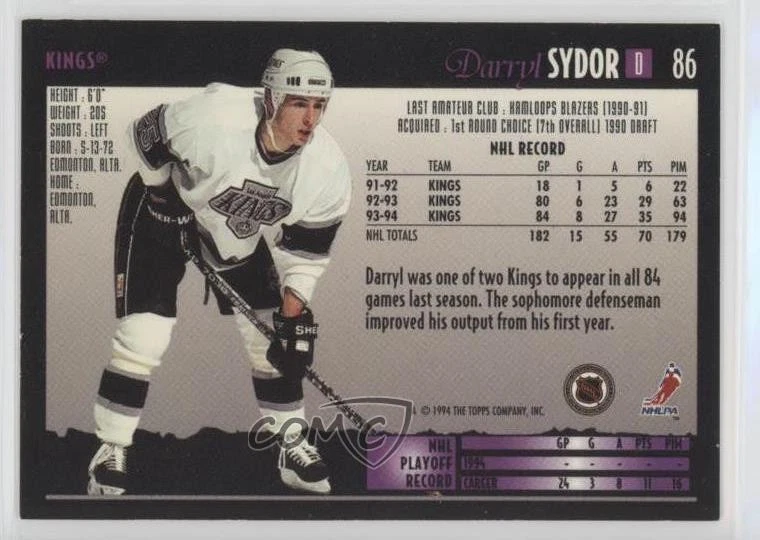 KINGS®
Darryl SYDOR D 86
HEIGHT : 6'0"
WEIGHT : 205
SHOOTS : LEFT
BORN : 5-13-72
EDMONTON, ALTA.
HOME :
EDMONTON,
ALTA.
LAST AMATEUR CLUB : KAMLOOPS BLAZERS (1990-91)
ACQUIRED : 1st ROUND CHOICE (7th OVERALL) 1990 DRAFT
NHL RECORD
YEAR TEAM GP G A PTS PIM
91-92 KINGS 18 1 5 6 22
92-93 KINGS 80 6 23 29 63
93-94 KINGS 84 8 27 35 94
NHL TOTALS 182 15 55 70 179
Darryl was one of two Kings to appear in all 84
games last season. The sophomore defenseman
improved his output from his first year.
KINGS
SHER-W
SHE
NHL
NHLPA
© 1994 THE TOPPS COMPANY, INC.
COMC
NHL
PLAYOFF
RECORD
GP G A PTS PIM
1994 - - - - -
CAREER 24 3 8 11 16